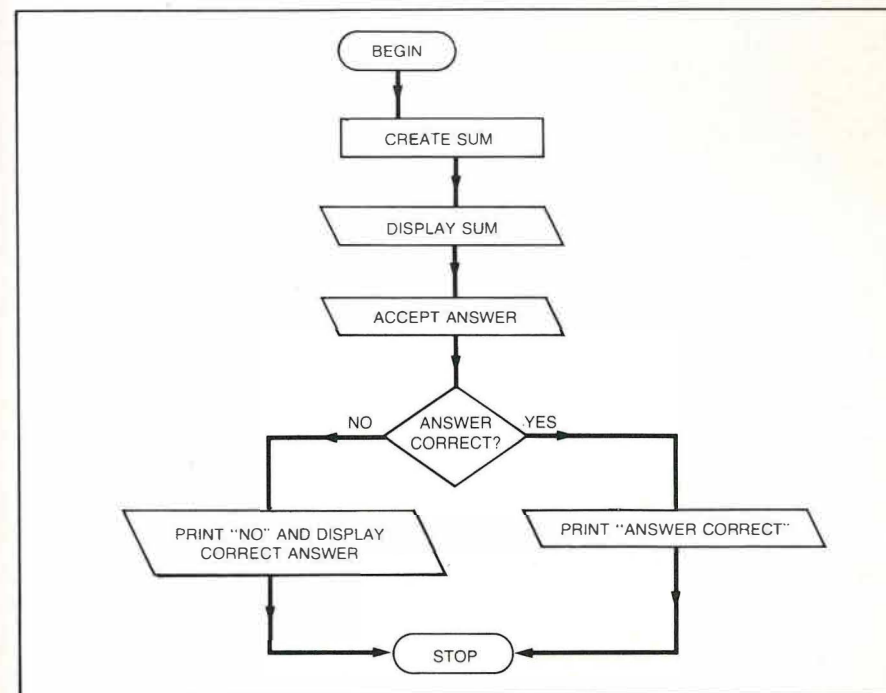 BEGIN
CREATE SUM
DISPLAY SUM
ACCEPT ANSWER
NO
ANSWER
CORRECT?
YES
PRINT "NO" AND DISPLAY
CORRECT ANSWER
PRINT "ANSWER CORRECT"
STOP